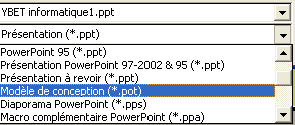 YBET informatique1.ppt
Présentation (*.ppt)
PowerPoint 95 (*.ppt)
Présentation PowerPoint 97-2002 & 95 (*.ppt)
Présentation à revoir (*.ppt)
Modèle de conception (*.pot)
Diaporama PowerPoint (*.pps)
Macro complémentaire PowerPoint (*.ppa)